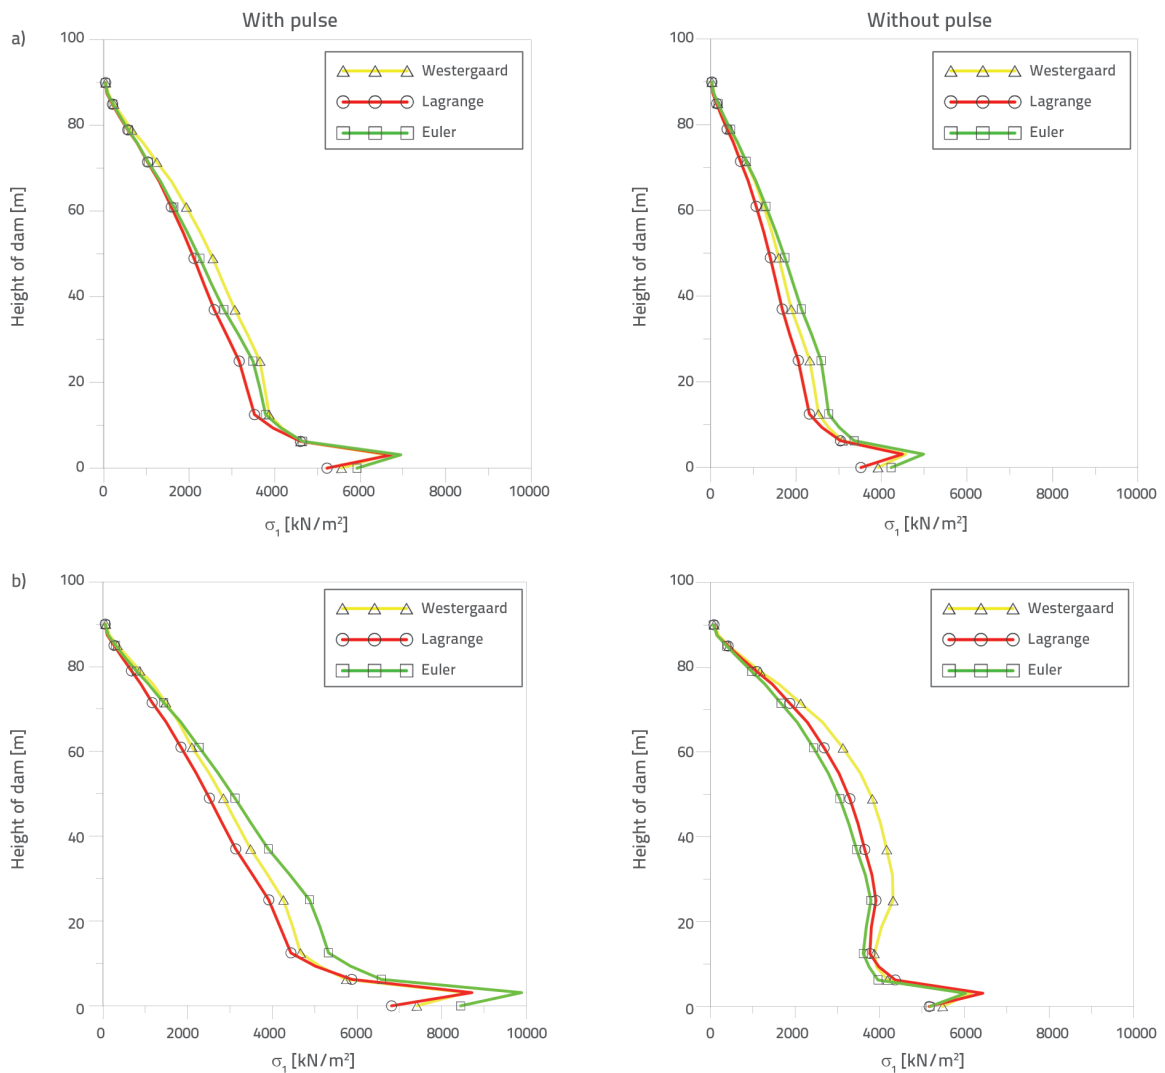 With pulse
Without pulse
a)
100
80
60
40
20
0
Height of dam [m]
Westergaard
Lagrange
Euler
0 2000 4000 6000 8000 10000
σ1 [kN/m²]
100
80
60
40
20
0
Height of dam [m]
Westergaard
Lagrange
Euler
0 2000 4000 6000 8000 10000
σ1 [kN/m²]
b)
100
80
60
40
20
0
Height of dam [m]
Westergaard
Lagrange
Euler
0 2000 4000 6000 8000 10000
σ1 [kN/m²]
100
80
60
40
20
0
Height of dam [m]
Westergaard
Lagrange
Euler
0 2000 4000 6000 8000 10000
σ1 [kN/m²]